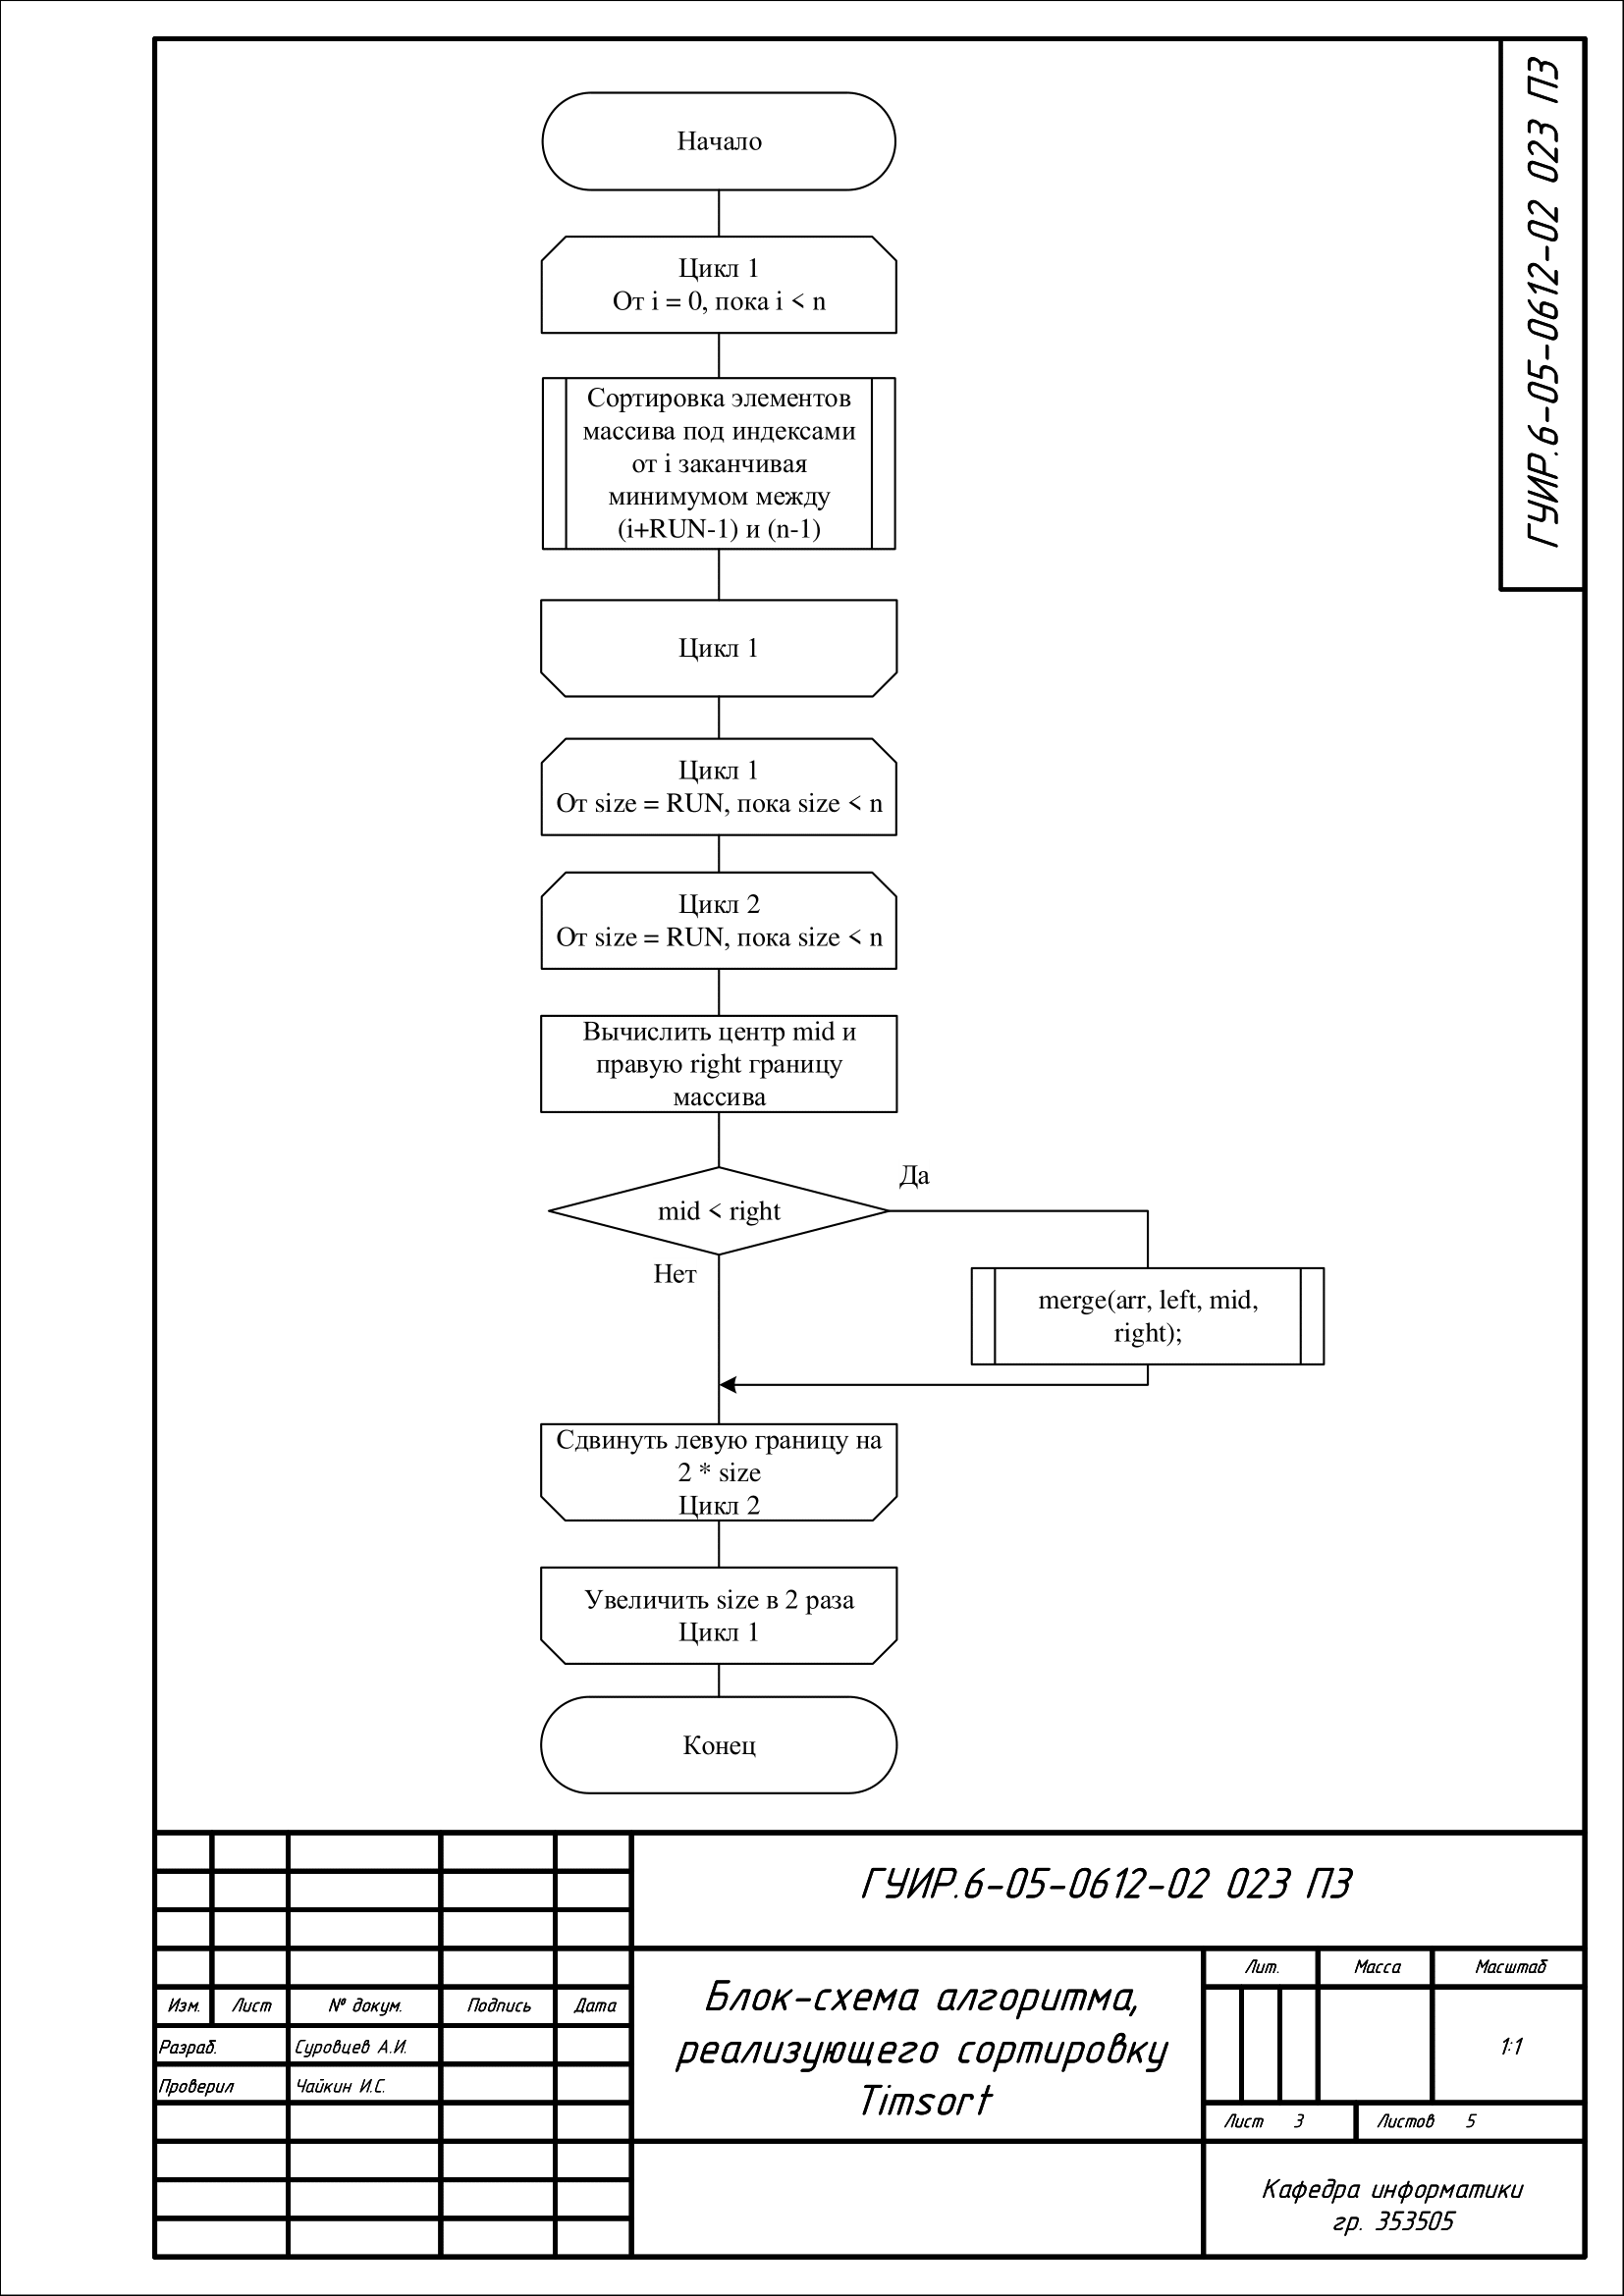 ГУИР.6-05-0612-02 023 ПЗ
Начало
Цикл 1
От i = 0, пока i < n
Сортировка элементов
массива под индексами
от i заканчивая
минимумом между
(i+RUN-1) и (n-1)
Цикл 1
Цикл 1
От size = RUN, пока size < n
Цикл 2
От size = RUN, пока size < n
Вычислить центр mid и
правую right границу
массива
mid < right
Да
Нет
merge(arr, left, mid,
right);
Сдвинуть левую границу на
2 * size
Цикл 2
Увеличить size в 2 раза
Цикл 1
Конец
ГУИР.6-05-0612-02 023 ПЗ
Блок-схема алгоритма,
реализующего сортировку
Timsort
Лит. Масса Масштаб
1:1
Лист 3 Листов 5
Кафедра информатики
гр. 353505
Изм. Лист № докум. Подпись Дата
Разраб. Суровцев А.И.
Проверил Чайкин И.С.